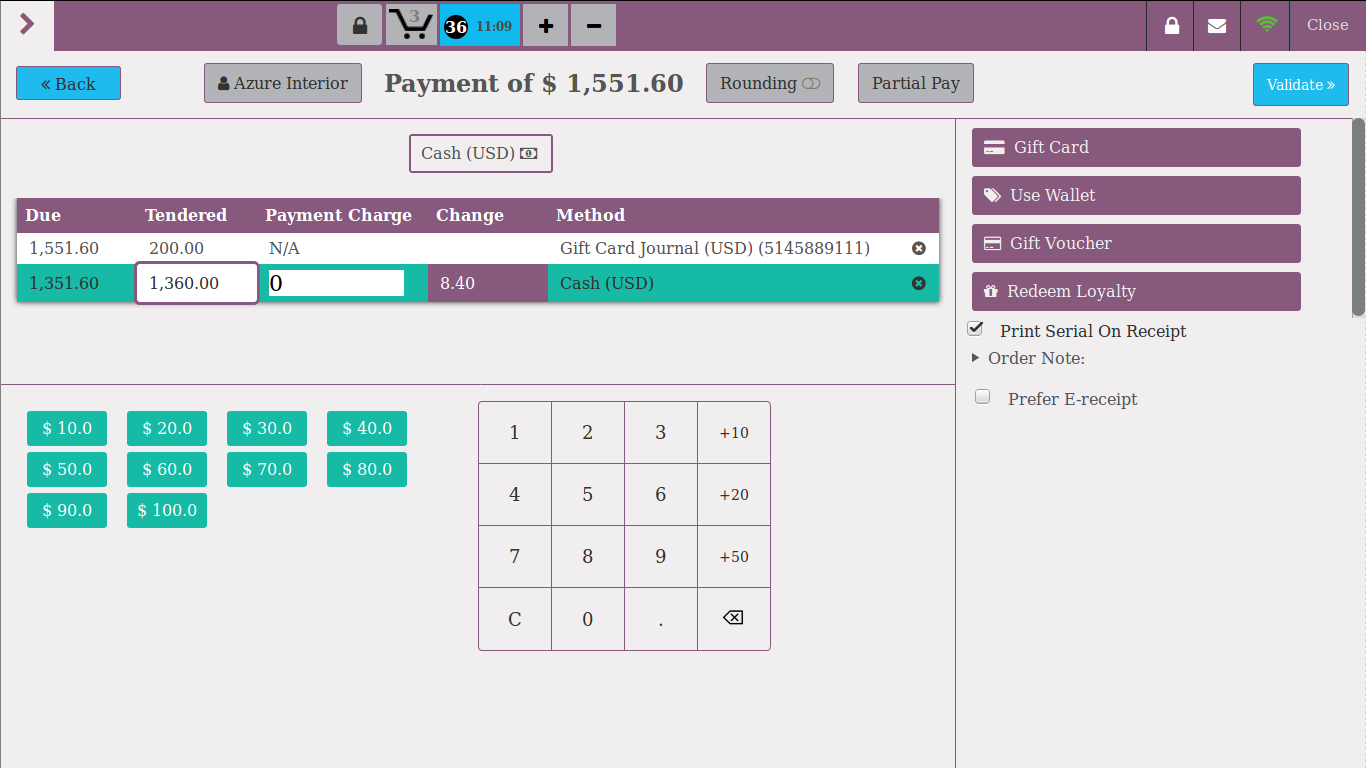 3
36 11:09
Close
Back
Azure Interior
Payment of $ 1,551.60
Rounding
Partial Pay
Validate
Cash (USD)
Due Tendered Payment Charge Change Method
1,551.60 200.00 N/A Gift Card Journal (USD) (5145889111)
1,351.60 1,360.00 0 8.40 Cash (USD)
Gift Card
Use Wallet
Gift Voucher
Redeem Loyalty
Print Serial On Receipt
Order Note:
Prefer E-receipt
$ 10.0 $ 20.0 $ 30.0 $ 40.0
$ 50.0 $ 60.0 $ 70.0 $ 80.0
$ 90.0 $ 100.0
1 2 3 +10
4 5 6 +20
7 8 9 +50
C 0 .